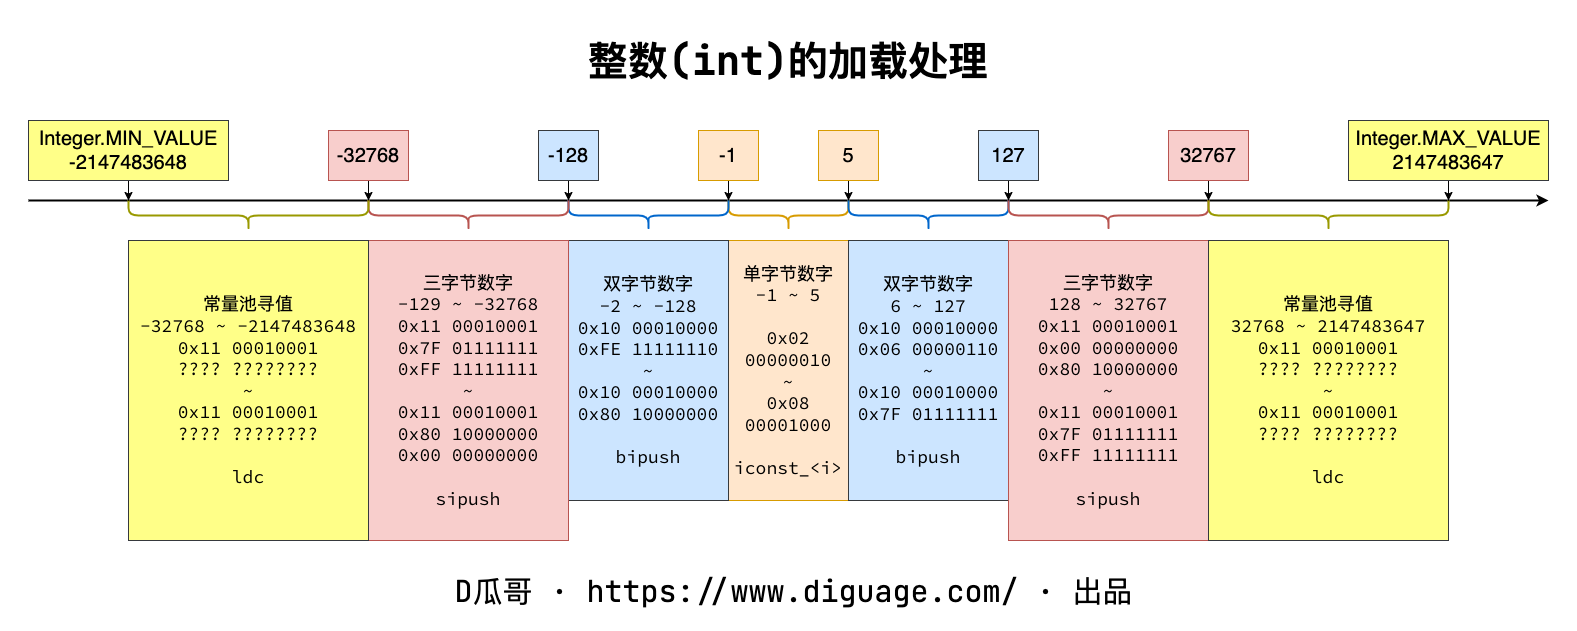 整数(int)的加载处理
Integer.MIN_VALUE
-2147483648
-32768
-128
-1
5
127
32767
Integer.MAX_VALUE
2147483647
常量池寻值
-32768 ~ -2147483648
0x11 00010001
???? ????????
~
0x11 00010001
???? ????????
ldc
三字节数字
-129 ~ -32768
0x11 00010001
0x7F 01111111
0xFF 11111111
~
0x11 00010001
0x80 10000000
0x00 00000000
sipush
双字节数字
-2 ~ -128
0x10 00010000
0xFE 11111110
~
0x10 00010000
0x80 10000000
bipush
单字节数字
-1 ~ 5
0x02
00000010
~
0x08
00001000
iconst_<i>
双字节数字
6 ~ 127
0x10 00010000
0x06 00000110
~
0x10 00010000
0x7F 01111111
bipush
三字节数字
128 ~ 32767
0x11 00010001
0x00 00000000
0x80 10000000
~
0x11 00010001
0x7F 01111111
0xFF 11111111
sipush
常量池寻值
32768 ~ 2147483647
0x11 00010001
???? ????????
~
0x11 00010001
???? ????????
ldc
D瓜哥 · https://www.diguage.com/ · 出品